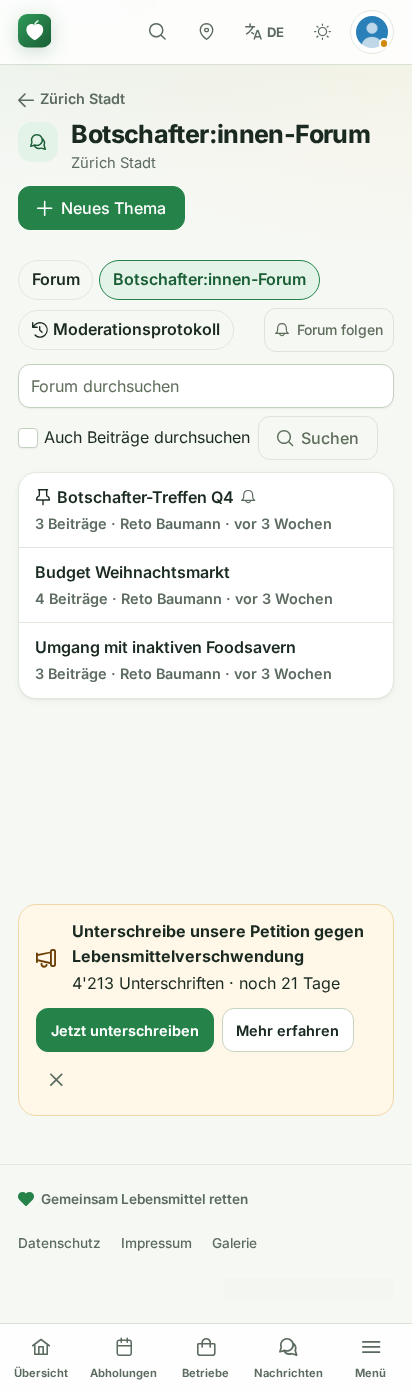 DE
Zürich Stadt
Botschafter:innen-Forum
Zürich Stadt
Neues Thema
Forum
Botschafter:innen-Forum
Moderationsprotokoll
Forum folgen
Forum durchsuchen
Auch Beiträge durchsuchen
Suchen
Botschafter-Treffen Q4
3 Beiträge · Reto Baumann · vor 3 Wochen
Budget Weihnachtsmarkt
4 Beiträge · Reto Baumann · vor 3 Wochen
Umgang mit inaktiven Foodsavern
3 Beiträge · Reto Baumann · vor 3 Wochen
Unterschreibe unsere Petition gegen
Lebensmittelverschwendung
4'213 Unterschriften · noch 21 Tage
Jetzt unterschreiben
Mehr erfahren
Gemeinsam Lebensmittel retten
Datenschutz
Impressum
Galerie
Übersicht
Abholungen
Betriebe
Nachrichten
Menü